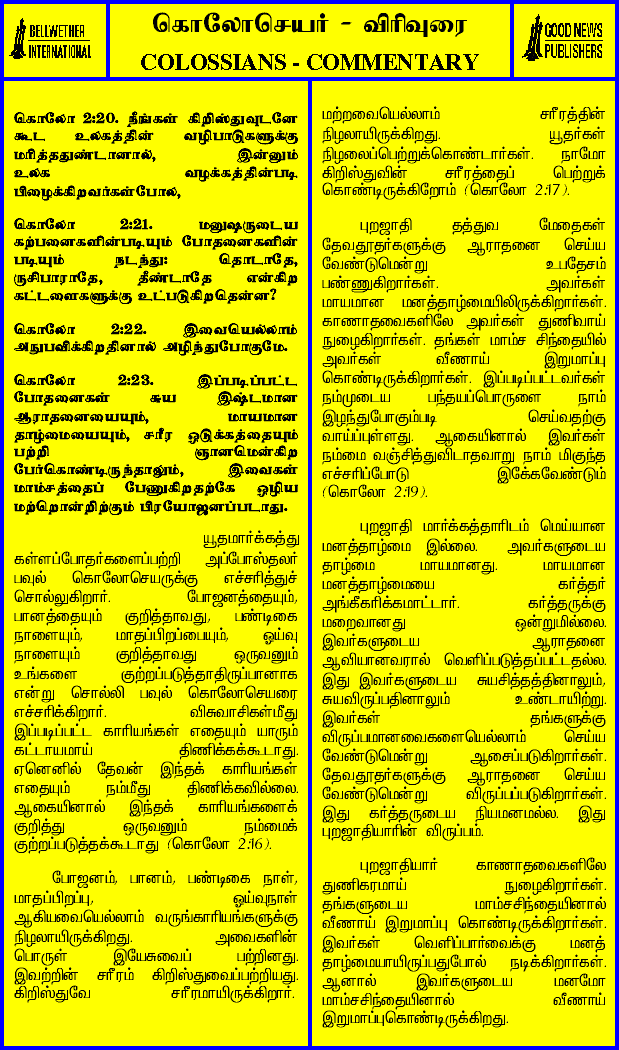 BELLWETHER
INTERNATIONAL
கொலோசெயர் - விரிவுரை
COLOSSIANS - COMMENTARY
GOOD NEWS
PUBLISHERS
கொலோ 2:20. நீங்கள் கிறிஸ்துவுடனே
கூட உலகத்தின் வழிபாடுகளுக்கு
மரித்ததுண்டானால், இன்னும்
உலக வழக்கத்தின்படி
பிழைக்கிறவர்கள்போல்,
கொலோ 2:21. மனுஷருடைய
கற்பனைகளின்படியும் போதனைகளின்
படியும் நடந்து: தொடாதே,
ருசிபாராதே, தீண்டாதே என்கிற
கட்டளைகளுக்கு உட்படுகிறதென்ன?
கொலோ 2:22. இவையெல்லாம்
அநுபவிக்கிறதினால் அழிந்துபோகுமே.
கொலோ 2:23. இப்படிப்பட்ட
போதனைகள் சுய இஷ்டமான
ஆராதனையையும், மாயமான
தாழ்மையையும், சரீர ஒடுக்கத்தையும்
பற்றி ஞானமென்கிற
பேர்கொண்டிருந்தாலும், இவைகள்
மாம்சத்தைப் பேணுகிறதற்கே ஒழிய
மற்றொன்றிற்கும் பிரயோஜனப்படாது.
யூதமார்க்கத்து
கள்ளப்போதர்களைப்பற்றி அப்போஸ்தலர்
பவுல் கொலோசெயருக்கு எச்சரித்துச்
சொல்லுகிறார். போஜனத்தையும்,
பானத்தையும் குறித்தாவது, பண்டிகை
நாளையும், மாதப்பிறப்பையும், ஓய்வு
நாளையும் குறித்தாவது ஒருவனும்
உங்களை குற்றப்படுத்தாதிருப்பானாக
என்று சொல்லி பவுல் கொலோசெயரை
எச்சரிக்கிறார். விசுவாசிகள்மீது
இப்படிப்பட்ட காரியங்கள் எதையும் யாரும்
கட்டாயமாய் திணிக்கக்கூடாது.
ஏனெனில் தேவன் இந்தக் காரியங்கள்
எதையும் நம்மீது திணிக்கவில்லை.
ஆகையினால் இந்தக் காரியங்களைக்
குறித்து ஒருவனும் நம்மைக்
குற்றப்படுத்தக்கூடாது (கொலோ 2:16).
போஜனம், பானம், பண்டிகை நாள்,
மாதப்பிறப்பு, ஓய்வுநாள்
ஆகியவையெல்லாம் வருங்காரியங்களுக்கு
நிழலாயிருக்கிறது. அவைகளின்
பொருள் இயேசுவைப் பற்றினது.
இவற்றின் சரீரம் கிறிஸ்துவைப்பற்றியது.
கிறிஸ்துவே சரீரமாயிருக்கிறார்.
மற்றவையெல்லாம் சரீரத்தின்
நிழலாயிருக்கிறது. யூதர்கள்
நிழலைப்பெற்றுக்கொண்டார்கள். நாமோ
கிறிஸ்துவின் சரீரத்தைப் பெற்றுக்
கொண்டிருக்கிறோம் (கொலோ 2:17).
புறஜாதி தத்துவ மேதைகள்
தேவதூதர்களுக்கு ஆராதனை செய்ய
வேண்டுமென்று உபதேசம்
பண்ணுகிறார்கள். அவர்கள்
மாயமான மனத்தாழ்மையிலிருக்கிறார்கள்.
காணாதவைகளிலே அவர்கள் துணிவாய்
நுழைகிறார்கள். தங்கள் மாம்ச சிந்தையில்
அவர்கள் வீணாய் இறுமாப்பு
கொண்டிருக்கிறார்கள். இப்படிப்பட்டவர்கள்
நம்முடைய பந்தயப்பொருளை நாம்
இழந்துபோகும்படி செய்வதற்கு
வாய்ப்புள்ளது. ஆகையினால் இவர்கள்
நம்மை வஞ்சித்துவிடாதவாறு நாம் மிகுந்த
எச்சரிப்போடு இக்கேவண்டும்
(கொலோ 2:19).
புறஜாதி மார்க்கத்தாரிடம் மெய்யான
மனத்தாழ்மை இல்லை. அவர்களுடைய
தாழ்மை மாயமானது. மாயமான
மனத்தாழ்மையை கர்த்தர்
அங்கீகரிக்கமாட்டார். கர்த்தருக்கு
மறைவானது ஒன்றுமில்லை.
இவர்களுடைய ஆராதனை
ஆவியானவரால் வெளிப்படுத்தப்பட்டதல்ல.
இது இவர்களுடைய சுயசித்தத்தினாலும்,
சுயவிருப்பதினாலும் உண்டாயிற்று.
இவர்கள் தங்களுக்கு
விருப்பமானவைகளையெல்லாம் செய்ய
வேண்டுமென்று ஆசைப்படுகிறார்கள்.
தேவதூதர்களுக்கு ஆராதனை செய்ய
வேண்டுமென்று விருப்பப்படுகிறார்கள்.
இது கர்த்தருடைய நியமனமல்ல. இது
புறஜாதியாரின் விருப்பம்.
புறஜாதியார் காணாதவைகளிலே
துணிகரமாய் நுழைகிறார்கள்.
தங்களுடைய மாம்சசிந்தையினால்
வீணாய் இறுமாப்பு கொண்டிருக்கிறார்கள்.
இவர்கள் வெளிப்பார்வைக்கு மனத்
தாழ்மையாயிருப்பதுபோல் நடிக்கிறார்கள்.
ஆனால் இவர்களுடைய மனமோ
மாம்சசிந்தையினால் வீணாய்
இறுமாப்புகொண்டிருக்கிறது.